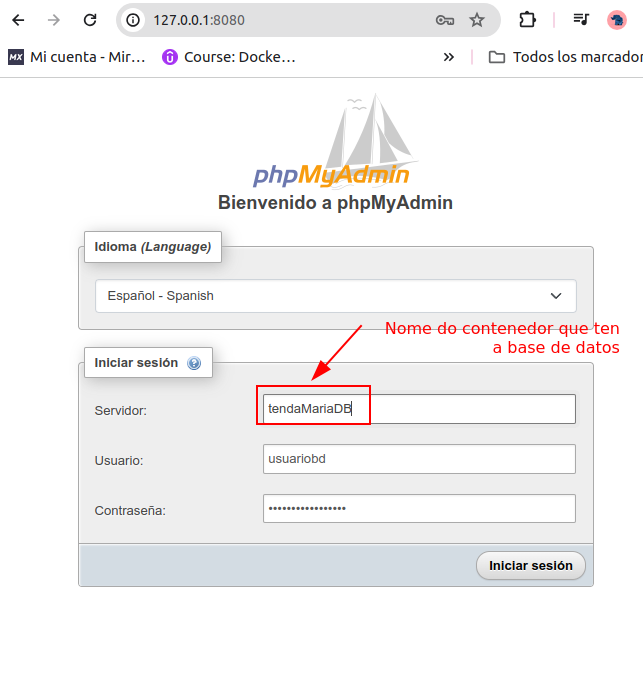 127.0.0.1:8080
MX Mi cuenta - Mir... Course: Docke... » Todos los marcador
phpMyAdmin
Bienvenido a phpMyAdmin
Idioma (Language)
Español - Spanish
Nome do contenedor que ten
a base de datos
Iniciar sesión ?
Servidor: tendaMariaDB
Usuario: usuariobd
Contraseña: •••••••••••••••••
Iniciar sesión